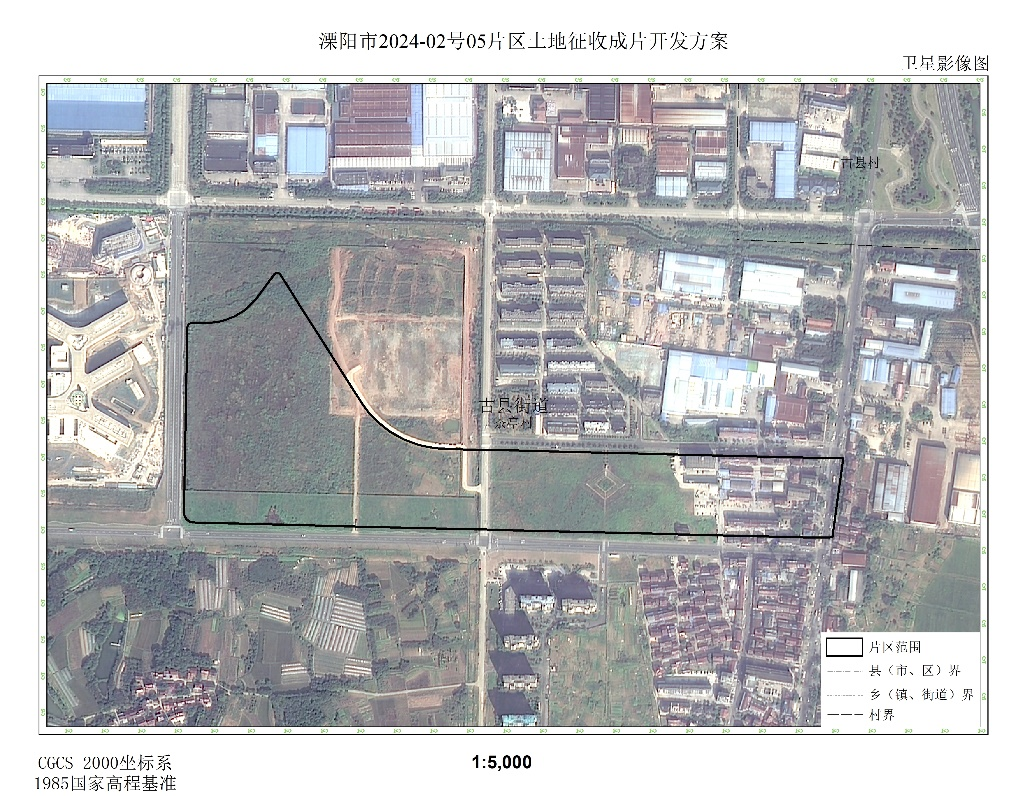 溧阳市2024-02号05片区土地征收成片开发方案
卫星影像图
古县村
古县街道
片区范围
县（市、区）界
乡（镇、街道）界
村界
CGCS 2000坐标系
1985国家高程基准
1:5,000